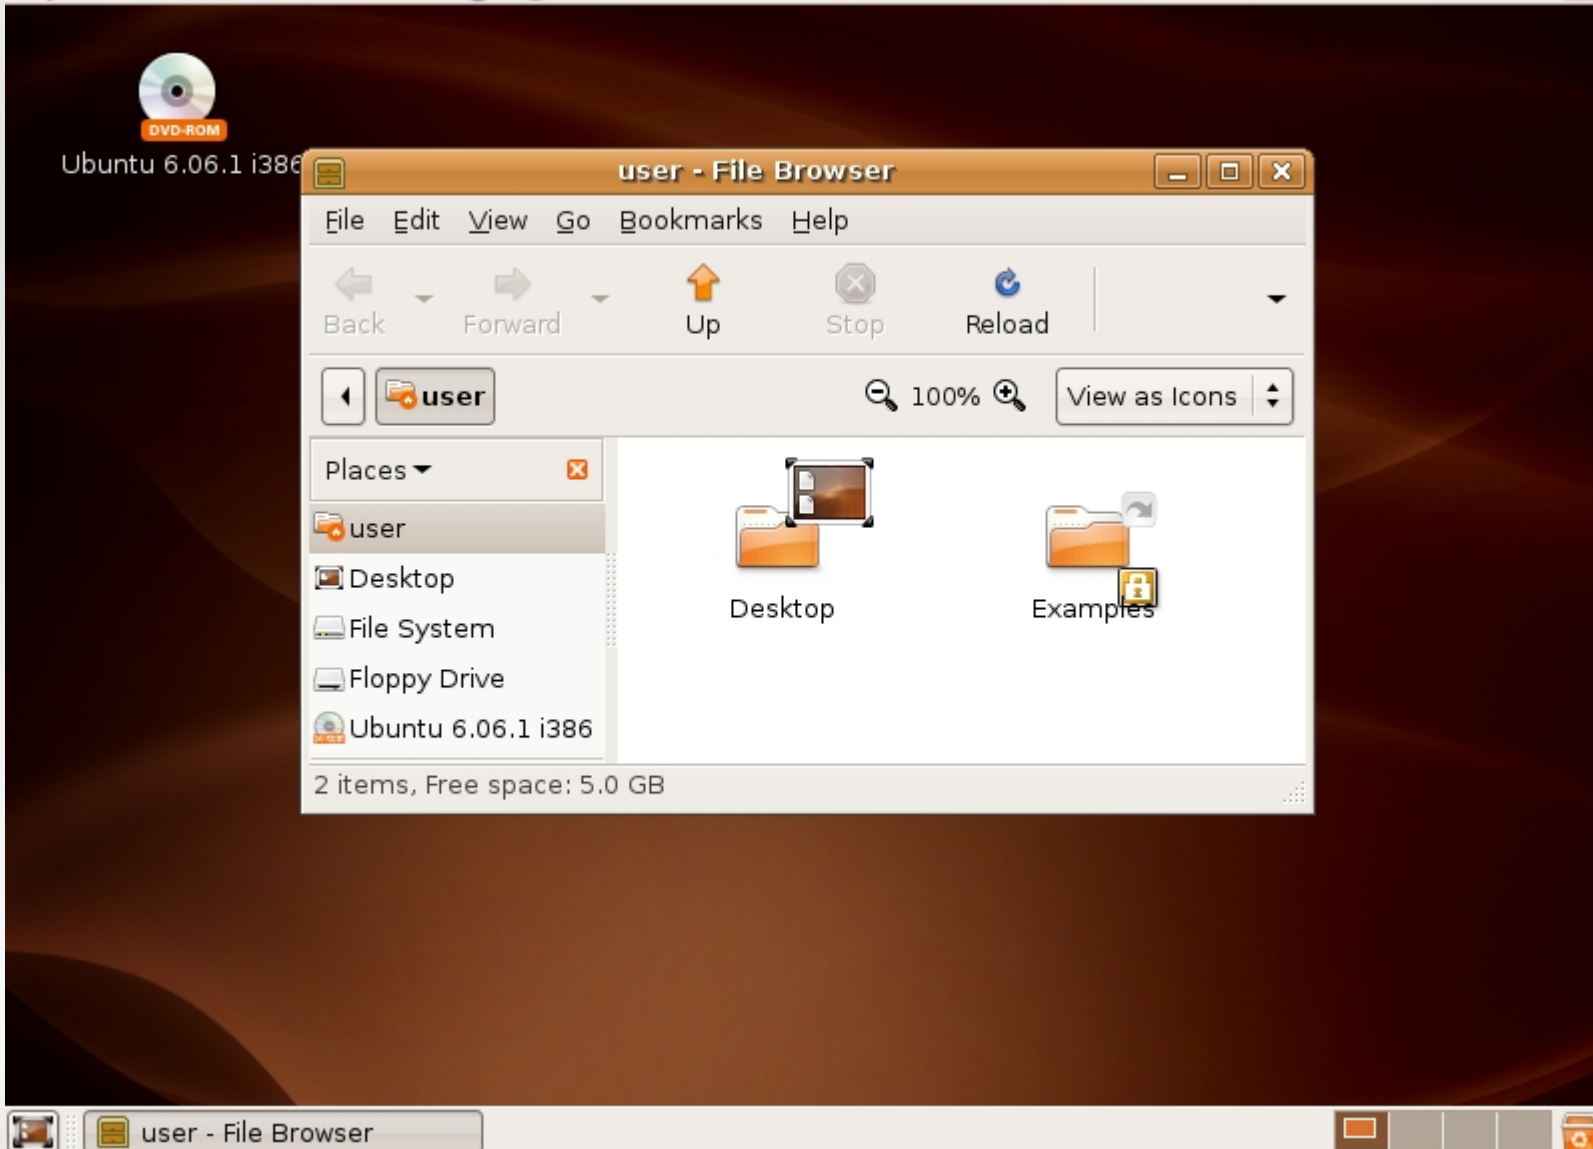 DVD-ROM
Ubuntu 6.06.1 i386
user - File Browser
File Edit View Go Bookmarks Help
Back Forward Up Stop Reload
user 100% View as Icons
Places
user
Desktop
File System
Floppy Drive
Ubuntu 6.06.1 i386
Desktop Examples
2 items, Free space: 5.0 GB
user - File Browser